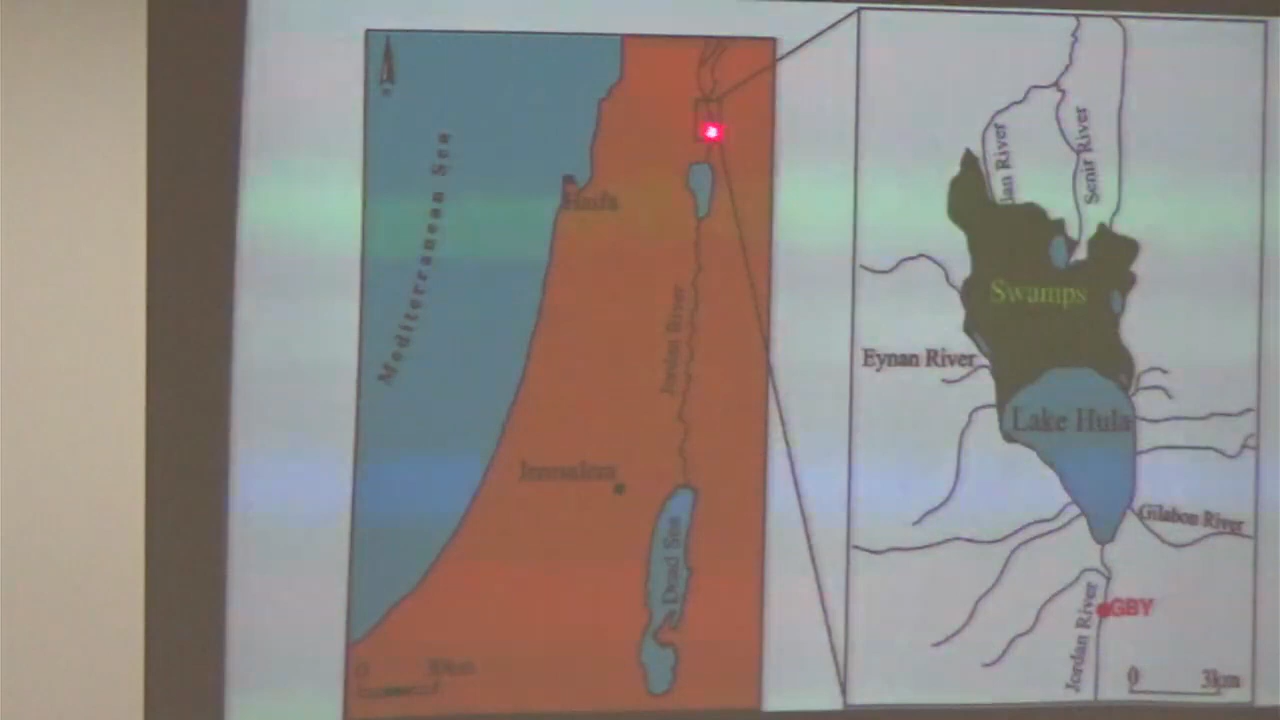 Mediterranean Sea
Haifa
Jordan River
Jerusalem
Dead Sea
0
Senir River
Swamps
Eynan River
Lake Hula
Gilabon River
Jordan River
GBY
0 3km